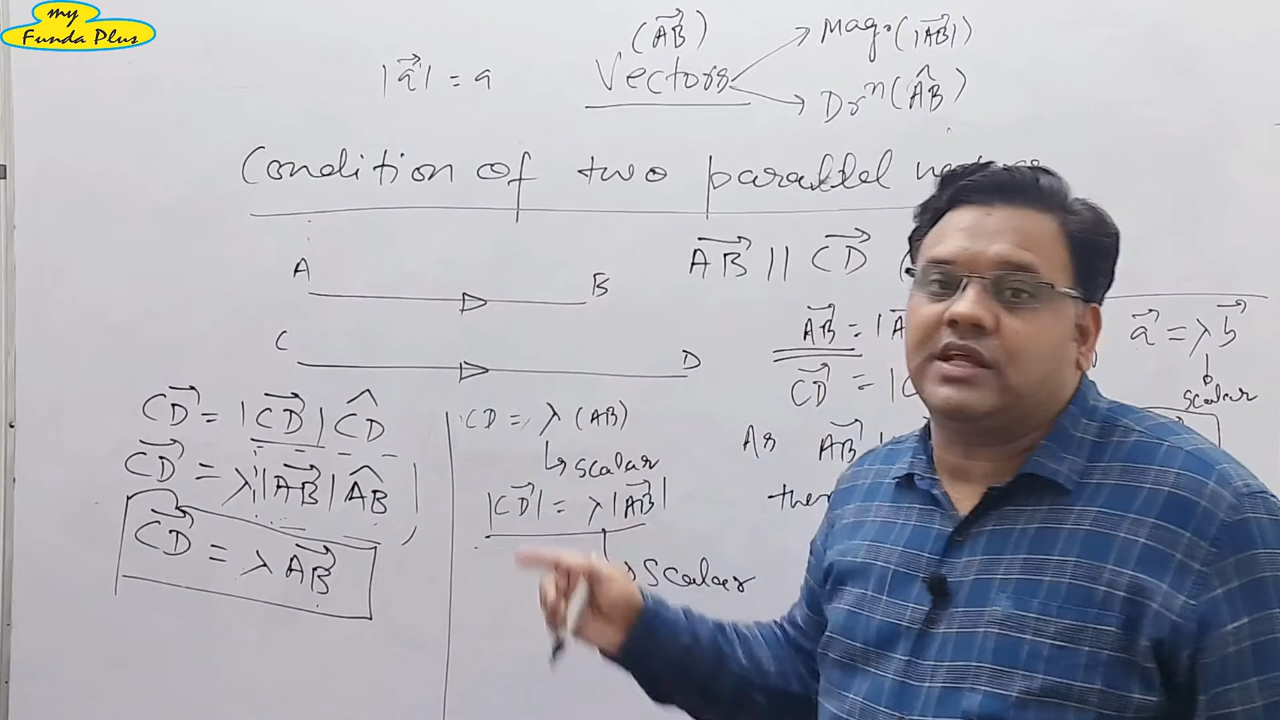 my
Funda Plus
(AB⃗)
|a⃗| = a
Vectors
Mag. (|AB⃗|)
Drⁿ (AB̂)
Condition of two parallel
AB⃗ || CD⃗
A
B
C
D
AB⃗ = |A
CD⃗ = |C
As AB⃗ |
then
a⃗ = λb⃗
scalar
CD⃗ = |CD⃗| CD̂
CD⃗ = λ|AB⃗| AB̂
CD⃗ = λ AB⃗
CD = λ (AB)
↳ scalar
|CD⃗| = λ|AB⃗|
↳ scalar